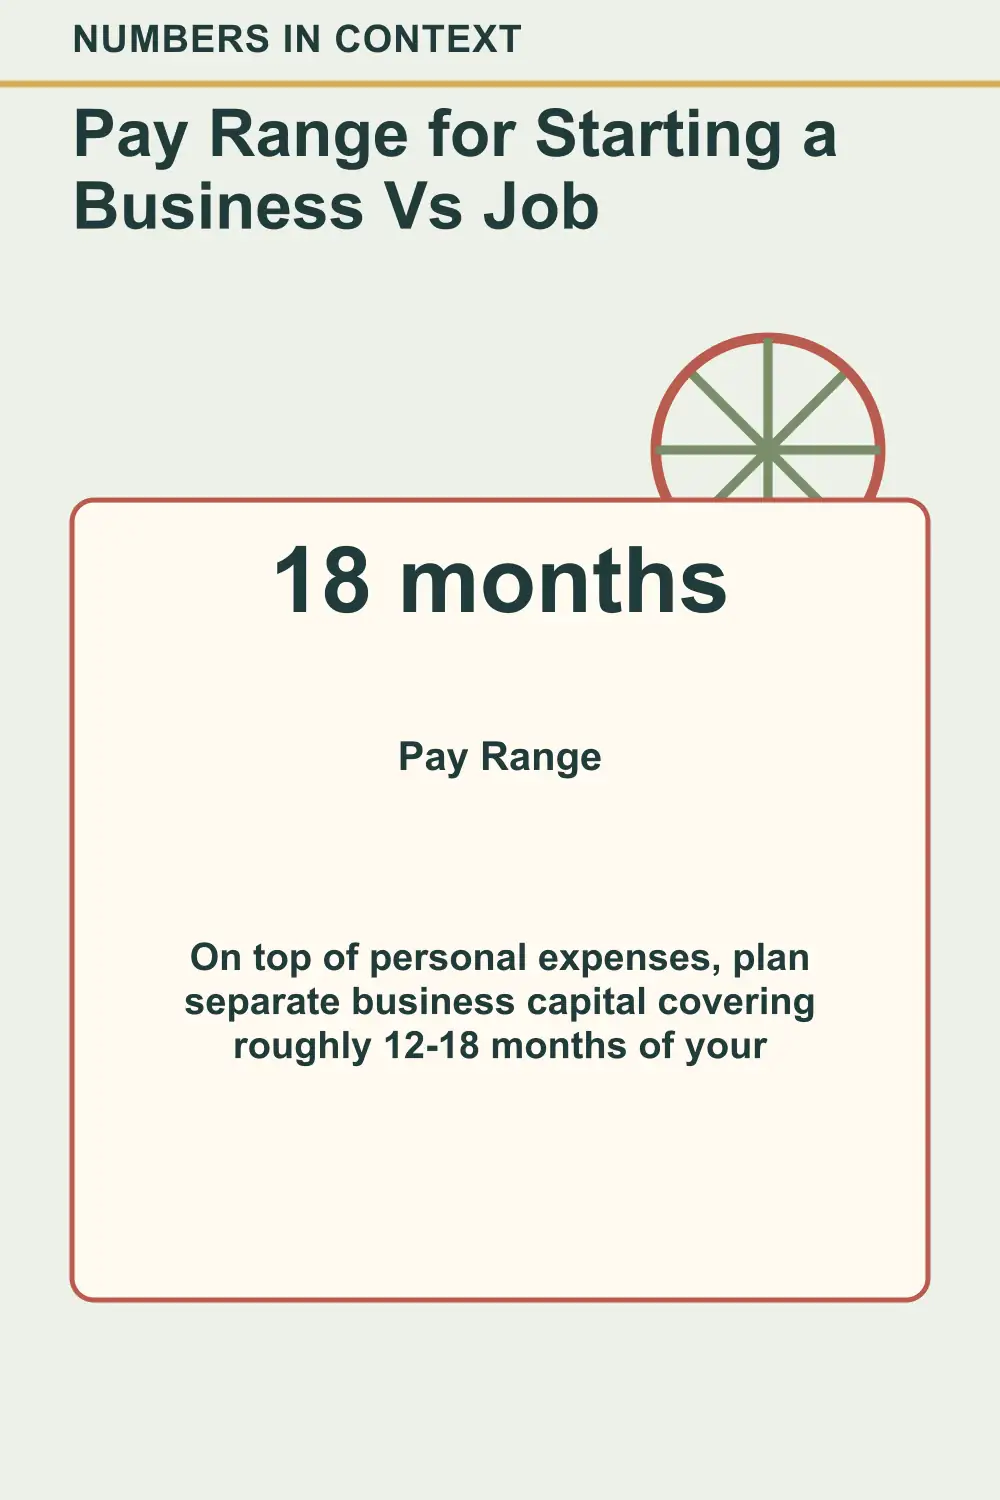 NUMBERS IN CONTEXT
Pay Range for Starting a
Business Vs Job
18 months
Pay Range
On top of personal expenses, plan
separate business capital covering
roughly 12-18 months of your